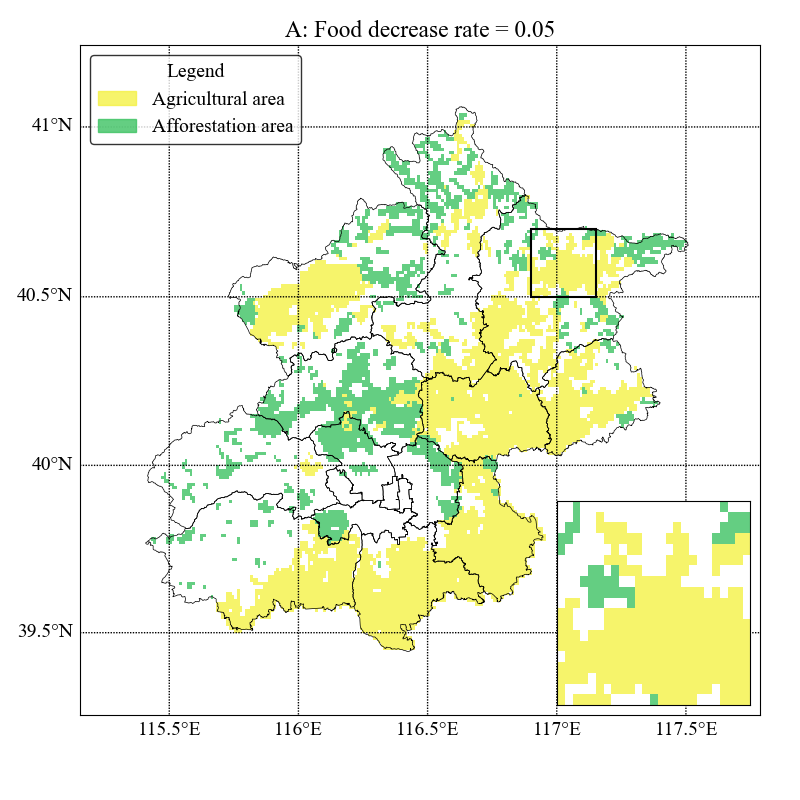 A: Food decrease rate = 0.05
Legend
Agricultural area
Afforestation area
41°N
40.5°N
40°N
39.5°N
115.5°E 116°E 116.5°E 117°E 117.5°E